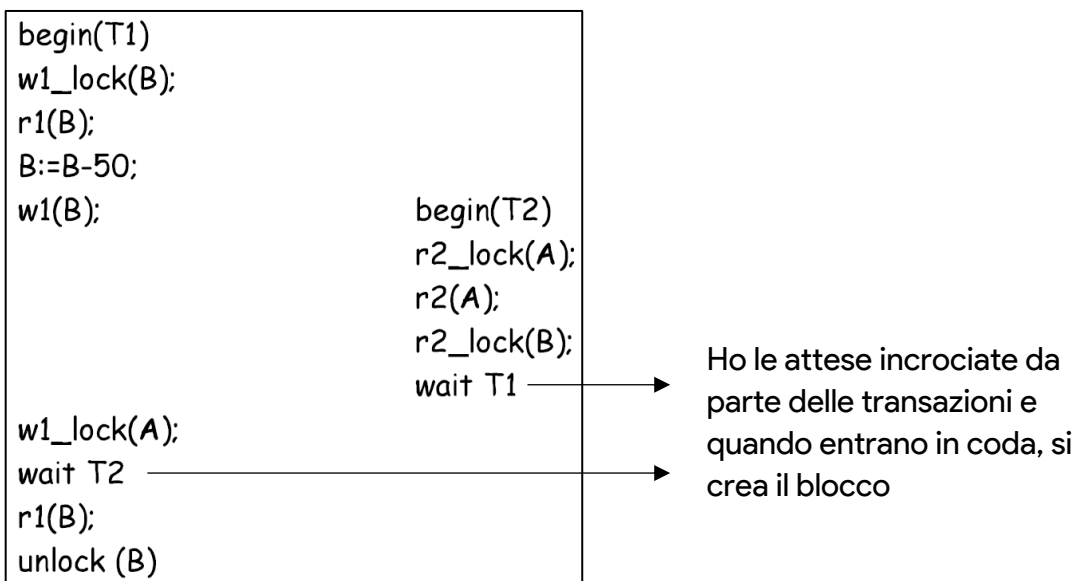 begin(T1)
w1_lock(B);
r1(B);
B:=B-50;
w1(B);
begin(T2)
r2_lock(A);
r2(A);
r2_lock(B);
wait T1
w1_lock(A);
wait T2
r1(B);
unlock (B)
Ho le attese incrociate da
parte delle transazioni e
quando entrano in coda, si
crea il blocco